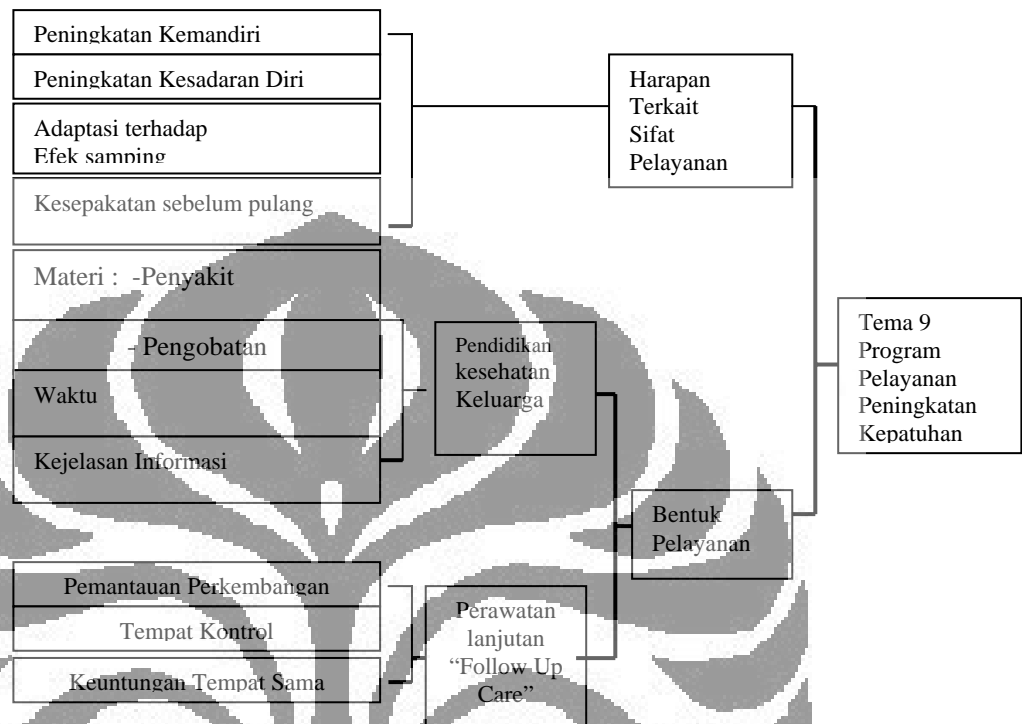 Peningkatan Kemandiri
Peningkatan Kesadaran Diri
Adaptasi terhadap
Efek samping
Kesepakatan sebelum pulang
Materi : -Penyakit
- Pengobatan
Waktu
Kejelasan Informasi
Pemantauan Perkembangan
Tempat Kontrol
Keuntungan Tempat Sama
Pendidikan
kesehatan
Keluarga
Perawatan
lanjutan
“Follow Up
Care”
Harapan
Terkait
Sifat
Pelayanan
Bentuk
Pelayanan
Tema 9
Program
Pelayanan
Peningkatan
Kepatuhan